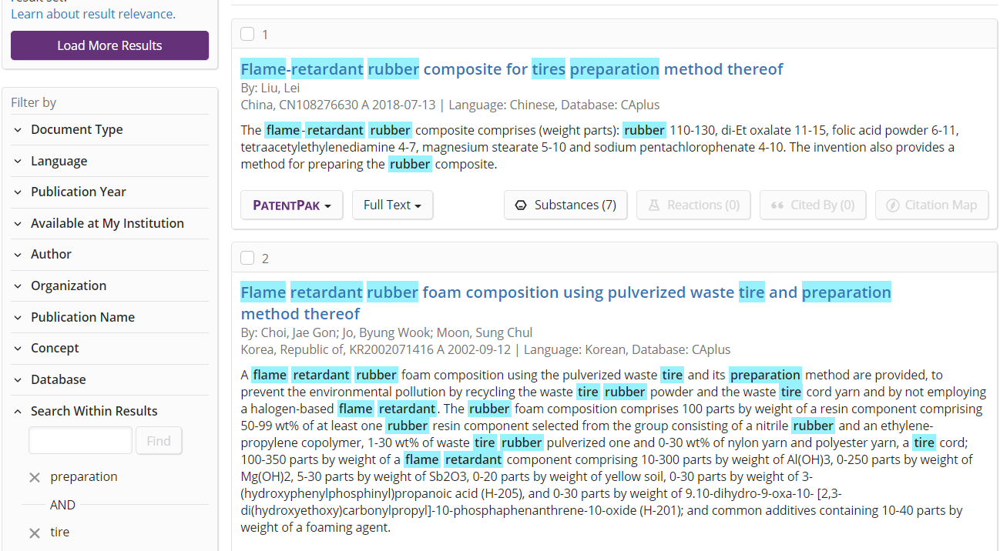 Learn about result relevance.
Load More Results
Filter by
Document Type
Language
Publication Year
Available at My Institution
Author
Organization
Publication Name
Concept
Database
Search Within Results
Find
preparation
AND
tire
1
Flame-retardant rubber composite for tires preparation method thereof
By: Liu, Lei
China, CN108276630 A 2018-07-13 | Language: Chinese, Database: CAplus
The flame-retardant rubber composite comprises (weight parts): rubber 110-130, di-Et oxalate 11-15, folic acid powder 6-11,
tetraacetylethylenediamine 4-7, magnesium stearate 5-10 and sodium pentachlorophenate 4-10. The invention also provides a
method for preparing the rubber composite.
PATENTPAK
Full Text
Substances (7)
Reactions (0)
Cited By (0)
Citation Map
2
Flame retardant rubber foam composition using pulverized waste tire and preparation
method thereof
By: Choi, Jae Gon; Jo, Byung Wook; Moon, Sung Chul
Korea, Republic of, KR2002071416 A 2002-09-12 | Language: Korean, Database: CAplus
A flame retardant rubber foam composition using the pulverized waste tire and its preparation method are provided, to
prevent the environmental pollution by recycling the waste tire rubber powder and the waste tire cord yarn and by not employing
a halogen-based flame retardant. The rubber foam composition comprises 100 parts by weight of a resin component comprising
50-99 wt% of at least one rubber resin component selected from the group consisting of a nitrile rubber and an ethylene-
propylene copolymer, 1-30 wt% of waste tire rubber pulverized one and 0-30 wt% of nylon yarn and polyester yarn, a tire cord;
100-350 parts by weight of a flame retardant component comprising 10-300 parts by weight of Al(OH)3, 0-250 parts by weight of
Mg(OH)2, 5-30 parts by weight of Sb2O3, 0-20 parts by weight of yellow soil, 0-30 parts by weight of 3-
(hydroxyphenylphosphinyl)propanoic acid (H-205), and 0-30 parts by weight of 9.10-dihydro-9-oxa-10- [2,3-
di(hydroxyethoxy)carbonylpropyl]-10-phosphaphenanthrene-10-oxide (H-201); and common additives containing 10-40 parts by
weight of a foaming agent.